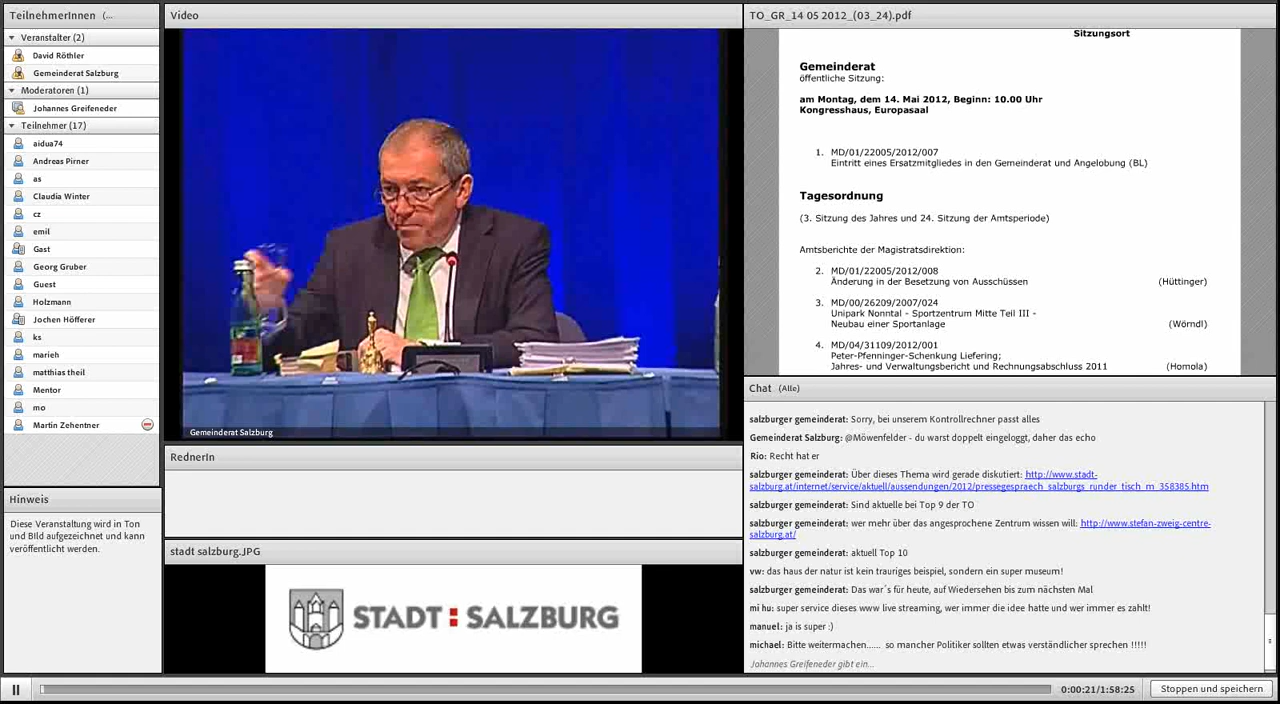 TeilnehmerInnen (...
Veranstalter (2)
David Röthler
Gemeinderat Salzburg
Moderatoren (1)
Johannes Greifeneder
Teilnehmer (17)
aidua74
Andreas Pirner
as
Claudia Winter
cz
emil
Gast
Georg Gruber
Guest
Holzmann
Jochen Höfferer
ks
marieh
matthias theil
Mentor
mo
Martin Zehentner
Hinweis
Diese Veranstaltung wird in Ton
und BIld aufgezeichnet und kann
veröffentlicht werden.
Video
Gemeinderat Salzburg
RednerIn
stadt salzburg.JPG
STADT:SALZBURG
TO_GR_14 05 2012_(03_24).pdf
Sitzungsort
Gemeinderat
öffentliche Sitzung:
am Montag, dem 14. Mai 2012, Beginn: 10.00 Uhr
Kongresshaus, Europasaal
1. MD/01/22005/2012/007
Eintritt eines Ersatzmitgliedes in den Gemeinderat und Angelobung (BL)
Tagesordnung
(3. Sitzung des Jahres und 24. Sitzung der Amtsperiode)
Amtsberichte der Magistratsdirektion:
2. MD/01/22005/2012/008
Änderung in der Besetzung von Ausschüssen (Hüttinger)
3. MD/00/26209/2007/024
Unipark Nonntal - Sportzentrum Mitte Teil III -
Neubau einer Sportanlage (Wörndl)
4. MD/04/31109/2012/001
Peter-Pfenninger-Schenkung Liefering;
Jahres- und Verwaltungsbericht und Rechnungsabschluss 2011 (Homola)
Chat (Alle)
salzburger gemeinderat: Sorry, bei unserem Kontrollrechner passt alles
Gemeinderat Salzburg: @Möwenfelder - du warst doppelt eingeloggt, daher das echo
Rio: Recht hat er
salzburger gemeinderat: Über dieses Thema wird gerade diskutiert: http://www.stadt-
salzburg.at/internet/service/aktuell/aussendungen/2012/pressegespraech_salzburgs_runder_tisch_m_358385.htm
salzburger gemeinderat: Sind aktuelle bei Top 9 der TO
salzburger gemeinderat: wer mehr über das angesprochene Zentrum wissen will: http://www.stefan-zweig-centre-
salzburg.at/
salzburger gemeinderat: aktuell Top 10
vw: das haus der natur ist kein trauriges beispiel, sondern ein super museum!
salzburger gemeinderat: Das war´s für heute, auf Wiedersehen bis zum nächsten Mal
mi hu: super service dieses www live streaming, wer immer die idee hatte und wer immer es zahlt!
manuel: ja is super :)
michael: Bitte weitermachen...... so mancher Politiker sollten etwas verständlicher sprechen !!!!!
Johannes Greifeneder gibt ein...
0:00:21/1:58:25
Stoppen und speichern